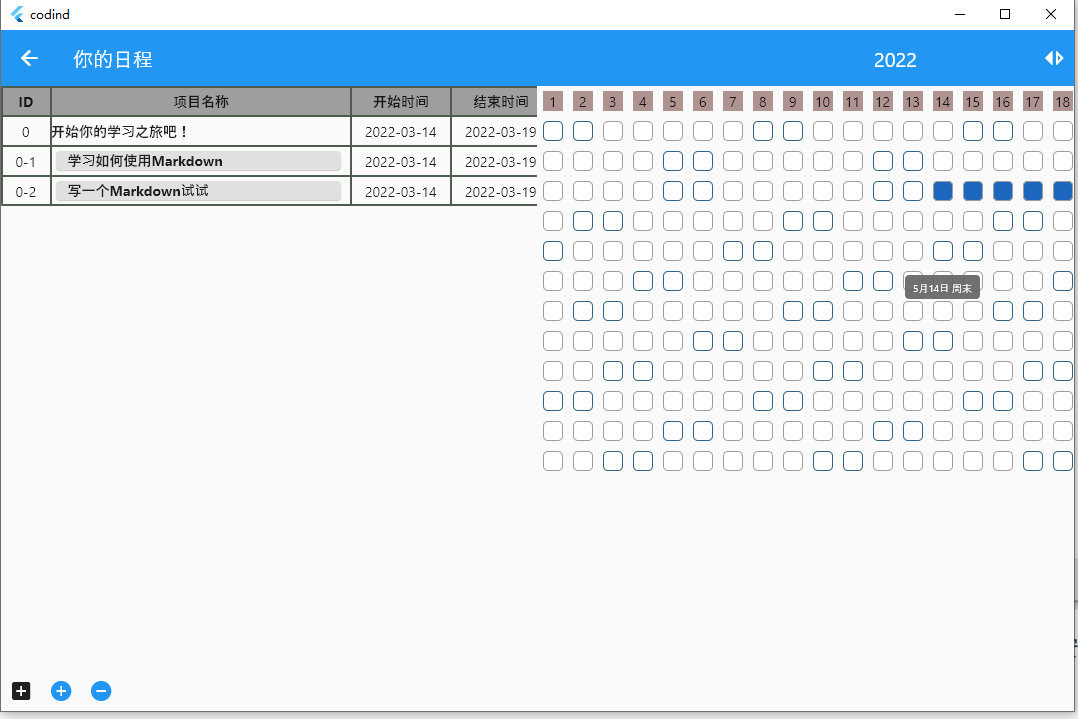 codind
你的日程 2022
ID 项目名称 开始时间 结束时间 1 2 3 4 5 6 7 8 9 10 11 12 13 14 15 16 17 18
0 开始你的学习之旅吧！ 2022-03-14 2022-03-19
0-1 学习如何使用Markdown 2022-03-14 2022-03-19
0-2 写一个Markdown试试 2022-03-14 2022-03-19
5月14日 周末